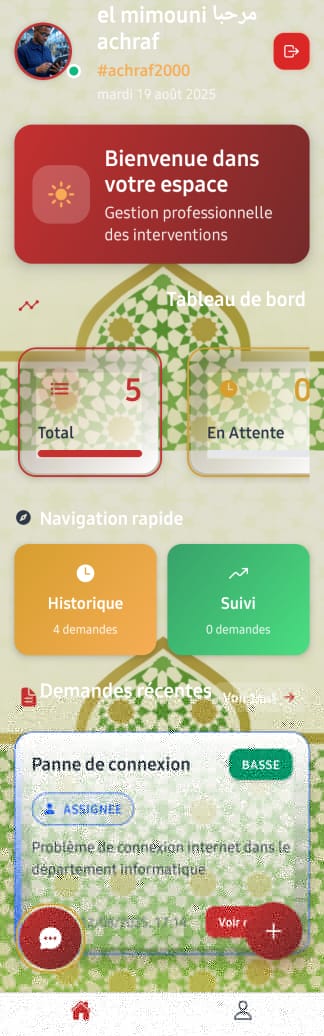 el mimouni مرحبا
achraf
#achraf2000
mardi 19 août 2025
Bienvenue dans
votre espace
Gestion professionnelle
des interventions
Tableau de bord
5
0
Total
En Attente
Navigation rapide
Historique
4 demandes
Suivi
0 demandes
Demandes récentes
Voir tout
Panne de connexion
BASSE
ASSIGNÉE
Problème de connexion internet dans le
département informatique
17:14
Voir